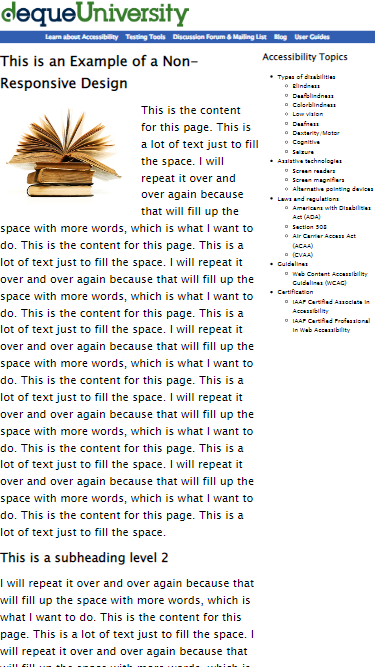 dequeUniversity
Learn about Accessibility Testing Tools Discussion Forum & Mailing List Blog User Guides
This is an Example of a Non-
Responsive Design
This is the content
for this page. This is
a lot of text just to fill
the space. I will
repeat it over and
over again because
that will fill up the
space with more words, which is what I want to
do. This is the content for this page. This is a
lot of text just to fill the space. I will repeat it
over and over again because that will fill up the
space with more words, which is what I want to
do. This is the content for this page. This is a
lot of text just to fill the space. I will repeat it
over and over again because that will fill up the
space with more words, which is what I want to
do. This is the content for this page. This is a
lot of text just to fill the space. I will repeat it
over and over again because that will fill up the
space with more words, which is what I want to
do. This is the content for this page. This is a
lot of text just to fill the space. I will repeat it
over and over again because that will fill up the
space with more words, which is what I want to
do. This is the content for this page. This is a
lot of text just to fill the space.
This is a subheading level 2
I will repeat it over and over again because that
will fill up the space with more words, which is
what I want to do. This is the content for this
page. This is a lot of text just to fill the space. I
will repeat it over and over again because that
will fill up the space with more words, which is
Accessibility Topics
Types of disabilities
Blindness
Deafblindness
Colorblindness
Low vision
Deafness
Dexterity/Motor
Cognitive
Seizure
Assistive technologies
Screen readers
Screen magnifiers
Alternative pointing devices
Laws and regulations
Americans with Disabilities
Act (ADA)
Section 508
Air Carrier Access Act
(ACAA)
(CVAA)
Guidelines
Web Content Accessibility
Guidelines (WCAG)
Certification
IAAP Certified Associate in
Accessibility
IAAP Certified Professional
in Web Accessibility